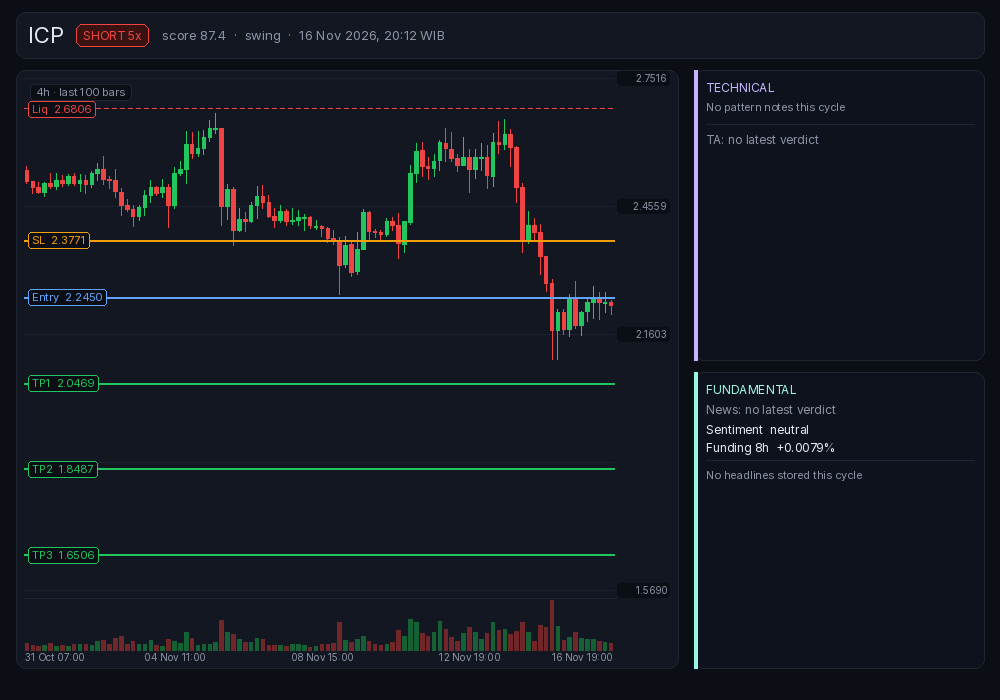 ICP SHORT 5x score 87.4 · swing · 16 Nov 2026, 20:12 WIB
4h · last 100 bars
2.7516
Liq 2.6806
2.4559
SL 2.3771
Entry 2.2450
2.1603
TP1 2.0469
TP2 1.8487
TP3 1.6506
1.5690
31 Oct 07:00 04 Nov 11:00 08 Nov 15:00 12 Nov 19:00 16 Nov 19:00
TECHNICAL
No pattern notes this cycle
TA: no latest verdict
FUNDAMENTAL
News: no latest verdict
Sentiment neutral
Funding 8h +0.0079%
No headlines stored this cycle